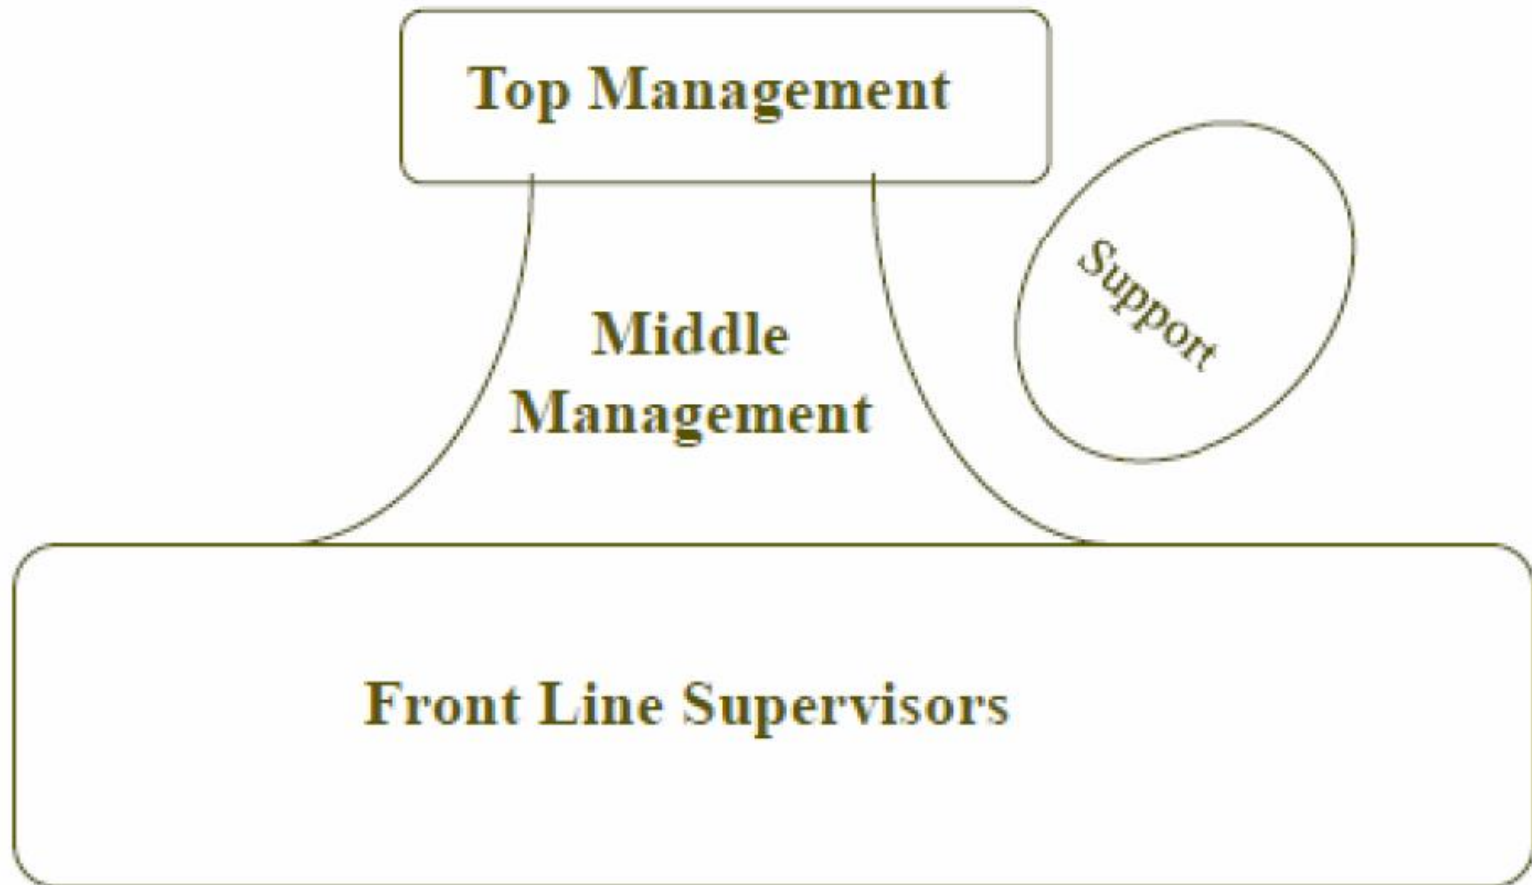 Top Management
Support
Middle
Management
Front Line Supervisors